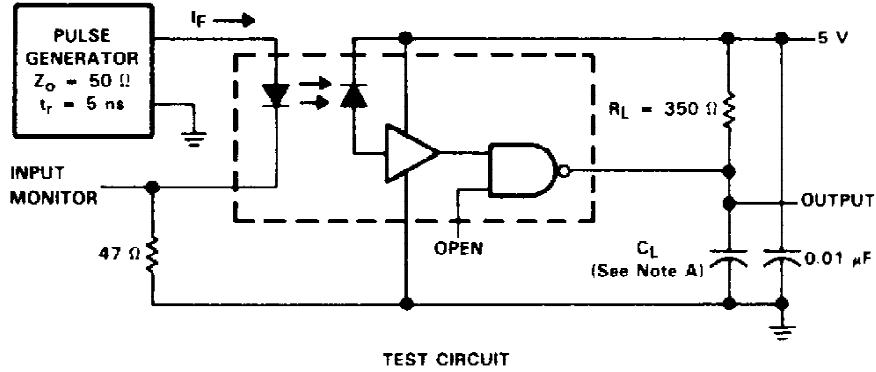 PULSE
GENERATOR
Zo = 50 Ω
tr = 5 ns
IF
5 V
RL = 350 Ω
INPUT
MONITOR
OUTPUT
47 Ω
OPEN
CL
(See Note A)
0.01 µF
TEST CIRCUIT